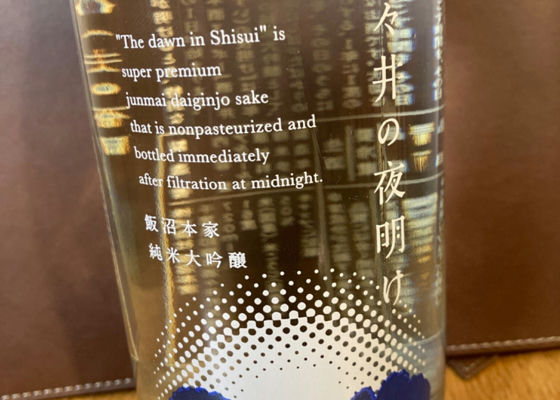 "The dawn in Shisui" is
super premium
junmai daiginjo sake
that is nonpasteurized and
bottled immediately
after filtration at midnight.
飯沼本家
純米大吟醸
々井の夜明け